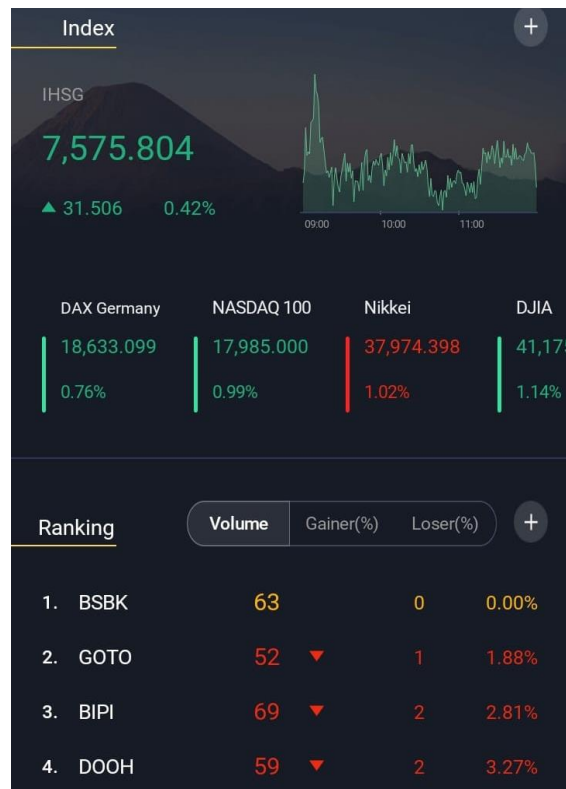 Index
+
IHSG
7,575.804
▲ 31.506 0.42%
09:00 10:00 11:00
DAX Germany NASDAQ 100 Nikkei DJIA
18,633.099 17,985.000 37,974.398 41,17
0.76% 0.99% 1.02% 1.14%
Ranking Volume Gainer(%) Loser(%) +
1. BSBK 63 0 0.00%
2. GOTO 52 ▼ 1 1.88%
3. BIPI 69 ▼ 2 2.81%
4. DOOH 59 ▼ 2 3.27%